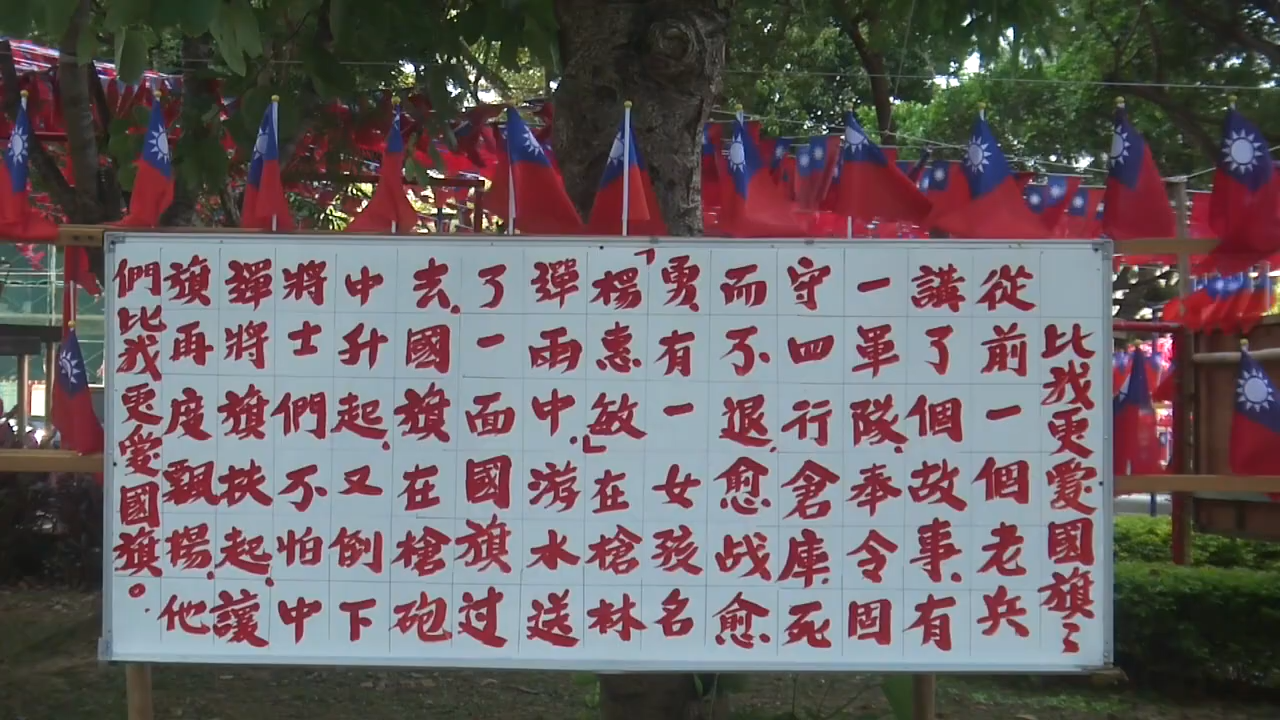 比我更愛國旗:
從前一個老兵
講了個故事.有
一軍隊.奉令固
守四行倉庫.死
而不退.愈战愈
勇.有一女孩名
「楊惠敏」在槍林
彈雨中.游水送
了一面國旗过
去.國旗在槍砲
中升起.又倒下
將士們不怕中
彈將旗扶起.讓
旗再度飄揚.他
們比我更愛國旗。